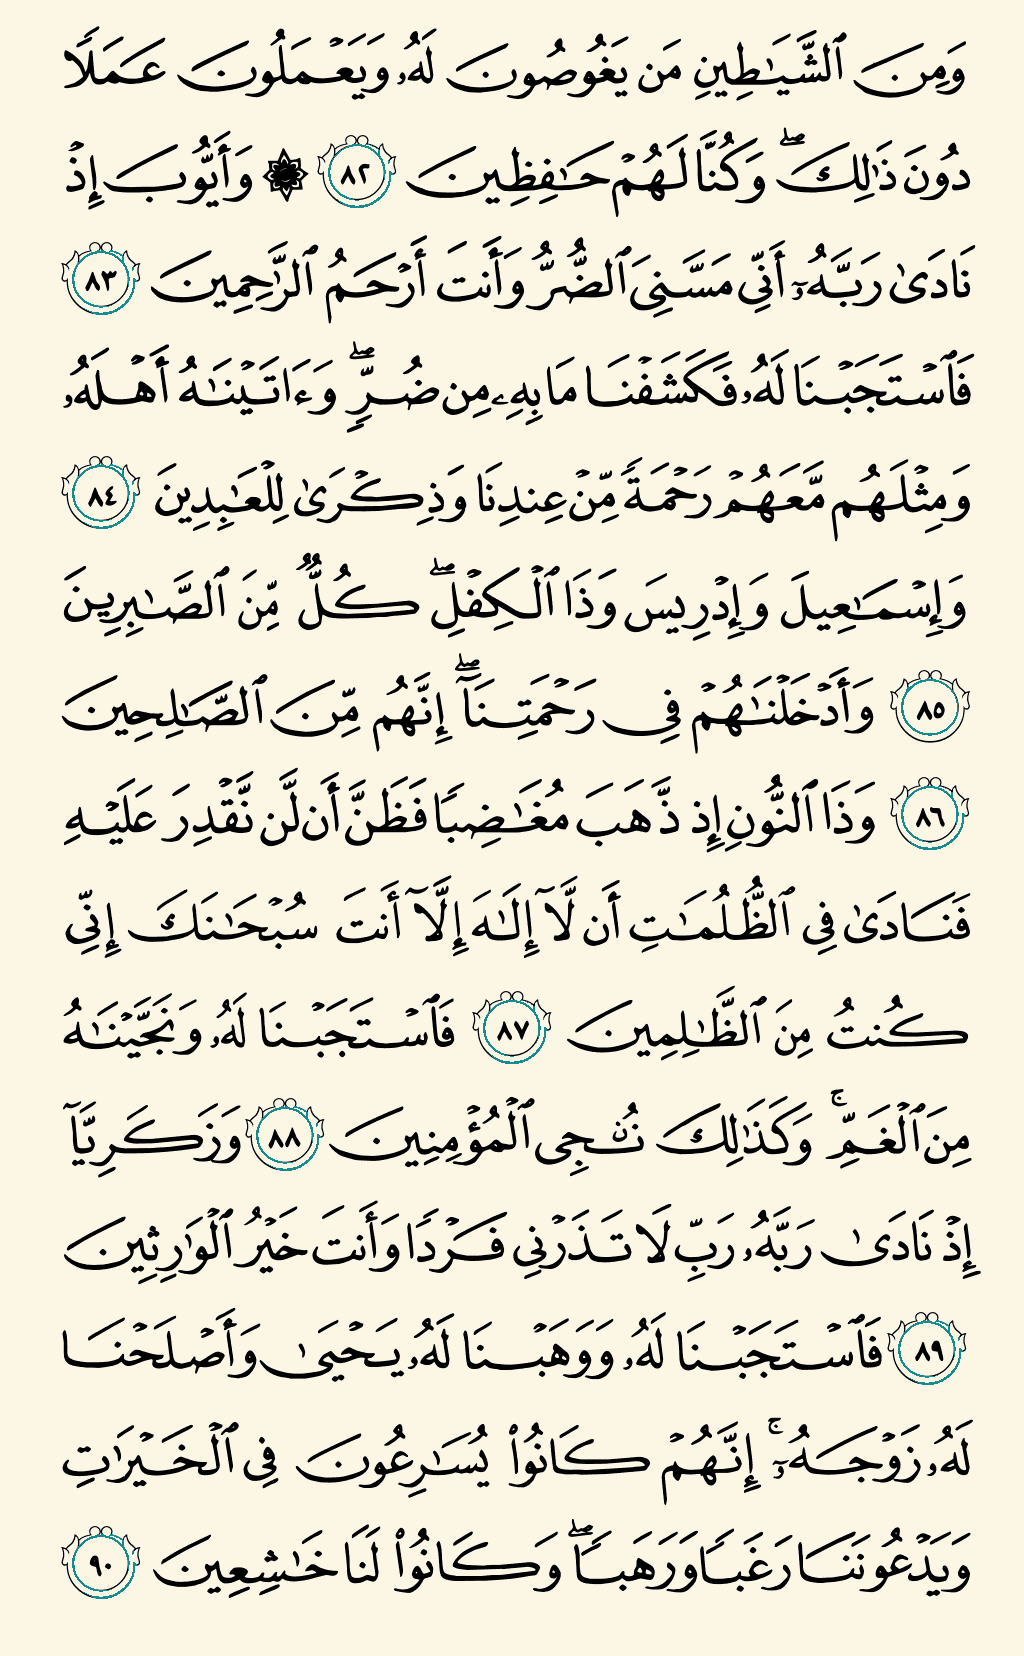 وَمِنَ ٱلشَّيَـٰطِينِ مَن يَغُوصُونَ لَهُۥ وَيَعۡمَلُونَ عَمَلًا
دُونَ ذَٰلِكَۖ وَكُنَّا لَهُمۡ حَـٰفِظِينَ ٨٢ ۞ وَأَيُّوبَ إِذۡ
نَادَىٰ رَبَّهُۥٓ أَنِّي مَسَّنِيَ ٱلضُّرُّ وَأَنتَ أَرۡحَمُ ٱلرَّٰحِمِينَ ٨٣
فَٱسۡتَجَبۡنَا لَهُۥ فَكَشَفۡنَا مَا بِهِۦ مِن ضُرّٖۖ وَءَاتَيۡنَـٰهُ أَهۡلَهُۥ
وَمِثۡلَهُم مَّعَهُمۡ رَحۡمَةٗ مِّنۡ عِندِنَا وَذِكۡرَىٰ لِلۡعَـٰبِدِينَ ٨٤
وَإِسۡمَـٰعِيلَ وَإِدۡرِيسَ وَذَا ٱلۡكِفۡلِۖ كُلّٞ مِّنَ ٱلصَّـٰبِرِينَ
٨٥ وَأَدۡخَلۡنَـٰهُمۡ فِي رَحۡمَتِنَآۖ إِنَّهُم مِّنَ ٱلصَّـٰلِحِينَ
٨٦ وَذَا ٱلنُّونِ إِذ ذَّهَبَ مُغَـٰضِبٗا فَظَنَّ أَن لَّن نَّقۡدِرَ عَلَيۡهِ
فَنَادَىٰ فِي ٱلظُّلُمَـٰتِ أَن لَّآ إِلَـٰهَ إِلَّآ أَنتَ سُبۡحَـٰنَكَ إِنِّي
كُنتُ مِنَ ٱلظَّـٰلِمِينَ ٨٧ فَٱسۡتَجَبۡنَا لَهُۥ وَنَجَّيۡنَـٰهُ
مِنَ ٱلۡغَمِّۚ وَكَذَٰلِكَ نُـۨجِي ٱلۡمُؤۡمِنِينَ ٨٨ وَزَكَرِيَّآ
إِذۡ نَادَىٰ رَبَّهُۥ رَبِّ لَا تَذَرۡنِي فَرۡدٗا وَأَنتَ خَيۡرُ ٱلۡوَٰرِثِينَ
٨٩ فَٱسۡتَجَبۡنَا لَهُۥ وَوَهَبۡنَا لَهُۥ يَحۡيَىٰ وَأَصۡلَحۡنَا
لَهُۥ زَوۡجَهُۥٓۚ إِنَّهُمۡ كَانُواْ يُسَـٰرِعُونَ فِي ٱلۡخَيۡرَٰتِ
وَيَدۡعُونَنَا رَغَبٗا وَرَهَبٗاۖ وَكَانُواْ لَنَا خَـٰشِعِينَ ٩٠